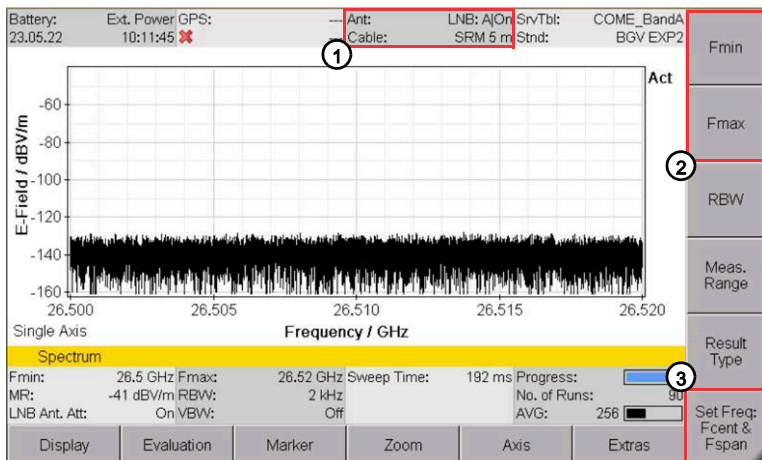 Battery: Ext. Power GPS: --- Ant: LNB: A|On SrvTbl: COME_BandA
23.05.22 10:11:45 --- Cable: SRM 5 m Stnd: BGV EXP2
1
Act
E-Field / dBV/m
-60
-80
-100
-120
-140
-160
26.500 26.505 26.510 26.515 26.520
Single Axis Frequency / GHz
Spectrum
Fmin: 26.5 GHz Fmax: 26.52 GHz Sweep Time: 192 ms Progress:
MR: -41 dBV/m RBW: 2 kHz No. of Runs: 90
LNB Ant. Att: On VBW: Off AVG: 256
Display Evaluation Marker Zoom Axis Extras
Fmin
Fmax
2
RBW
Meas.
Range
Result
Type
3
Set Freq:
Fcent &
Fspan